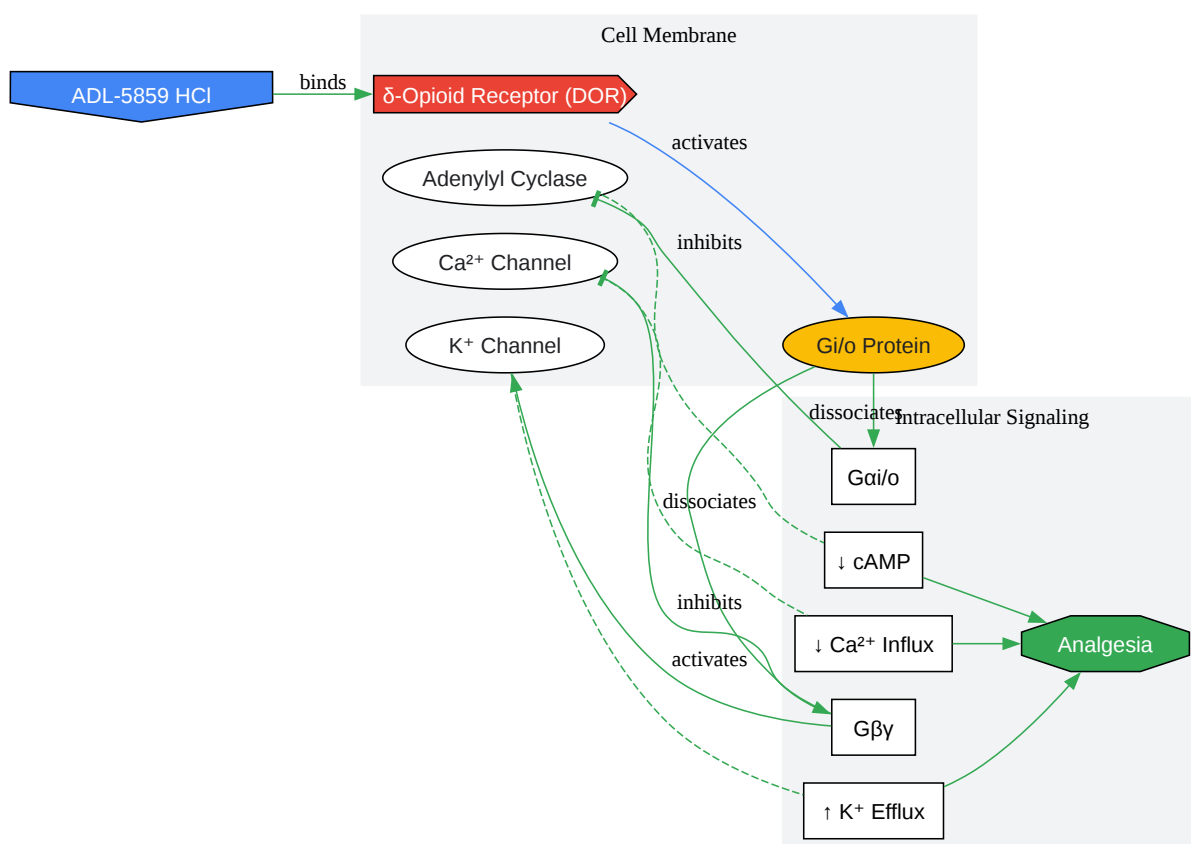 Cell Membrane
ADL-5859 HCl
binds
δ-Opioid Receptor (DOR)
activates
Adenylyl Cyclase
inhibits
Ca²⁺ Channel
K⁺ Channel
Gi/o Protein
dissociates
Intracellular Signaling
Gαi/o
dissociates
↓ cAMP
inhibits
↓ Ca²⁺ Influx
Analgesia
activates
Gβγ
↑ K⁺ Efflux